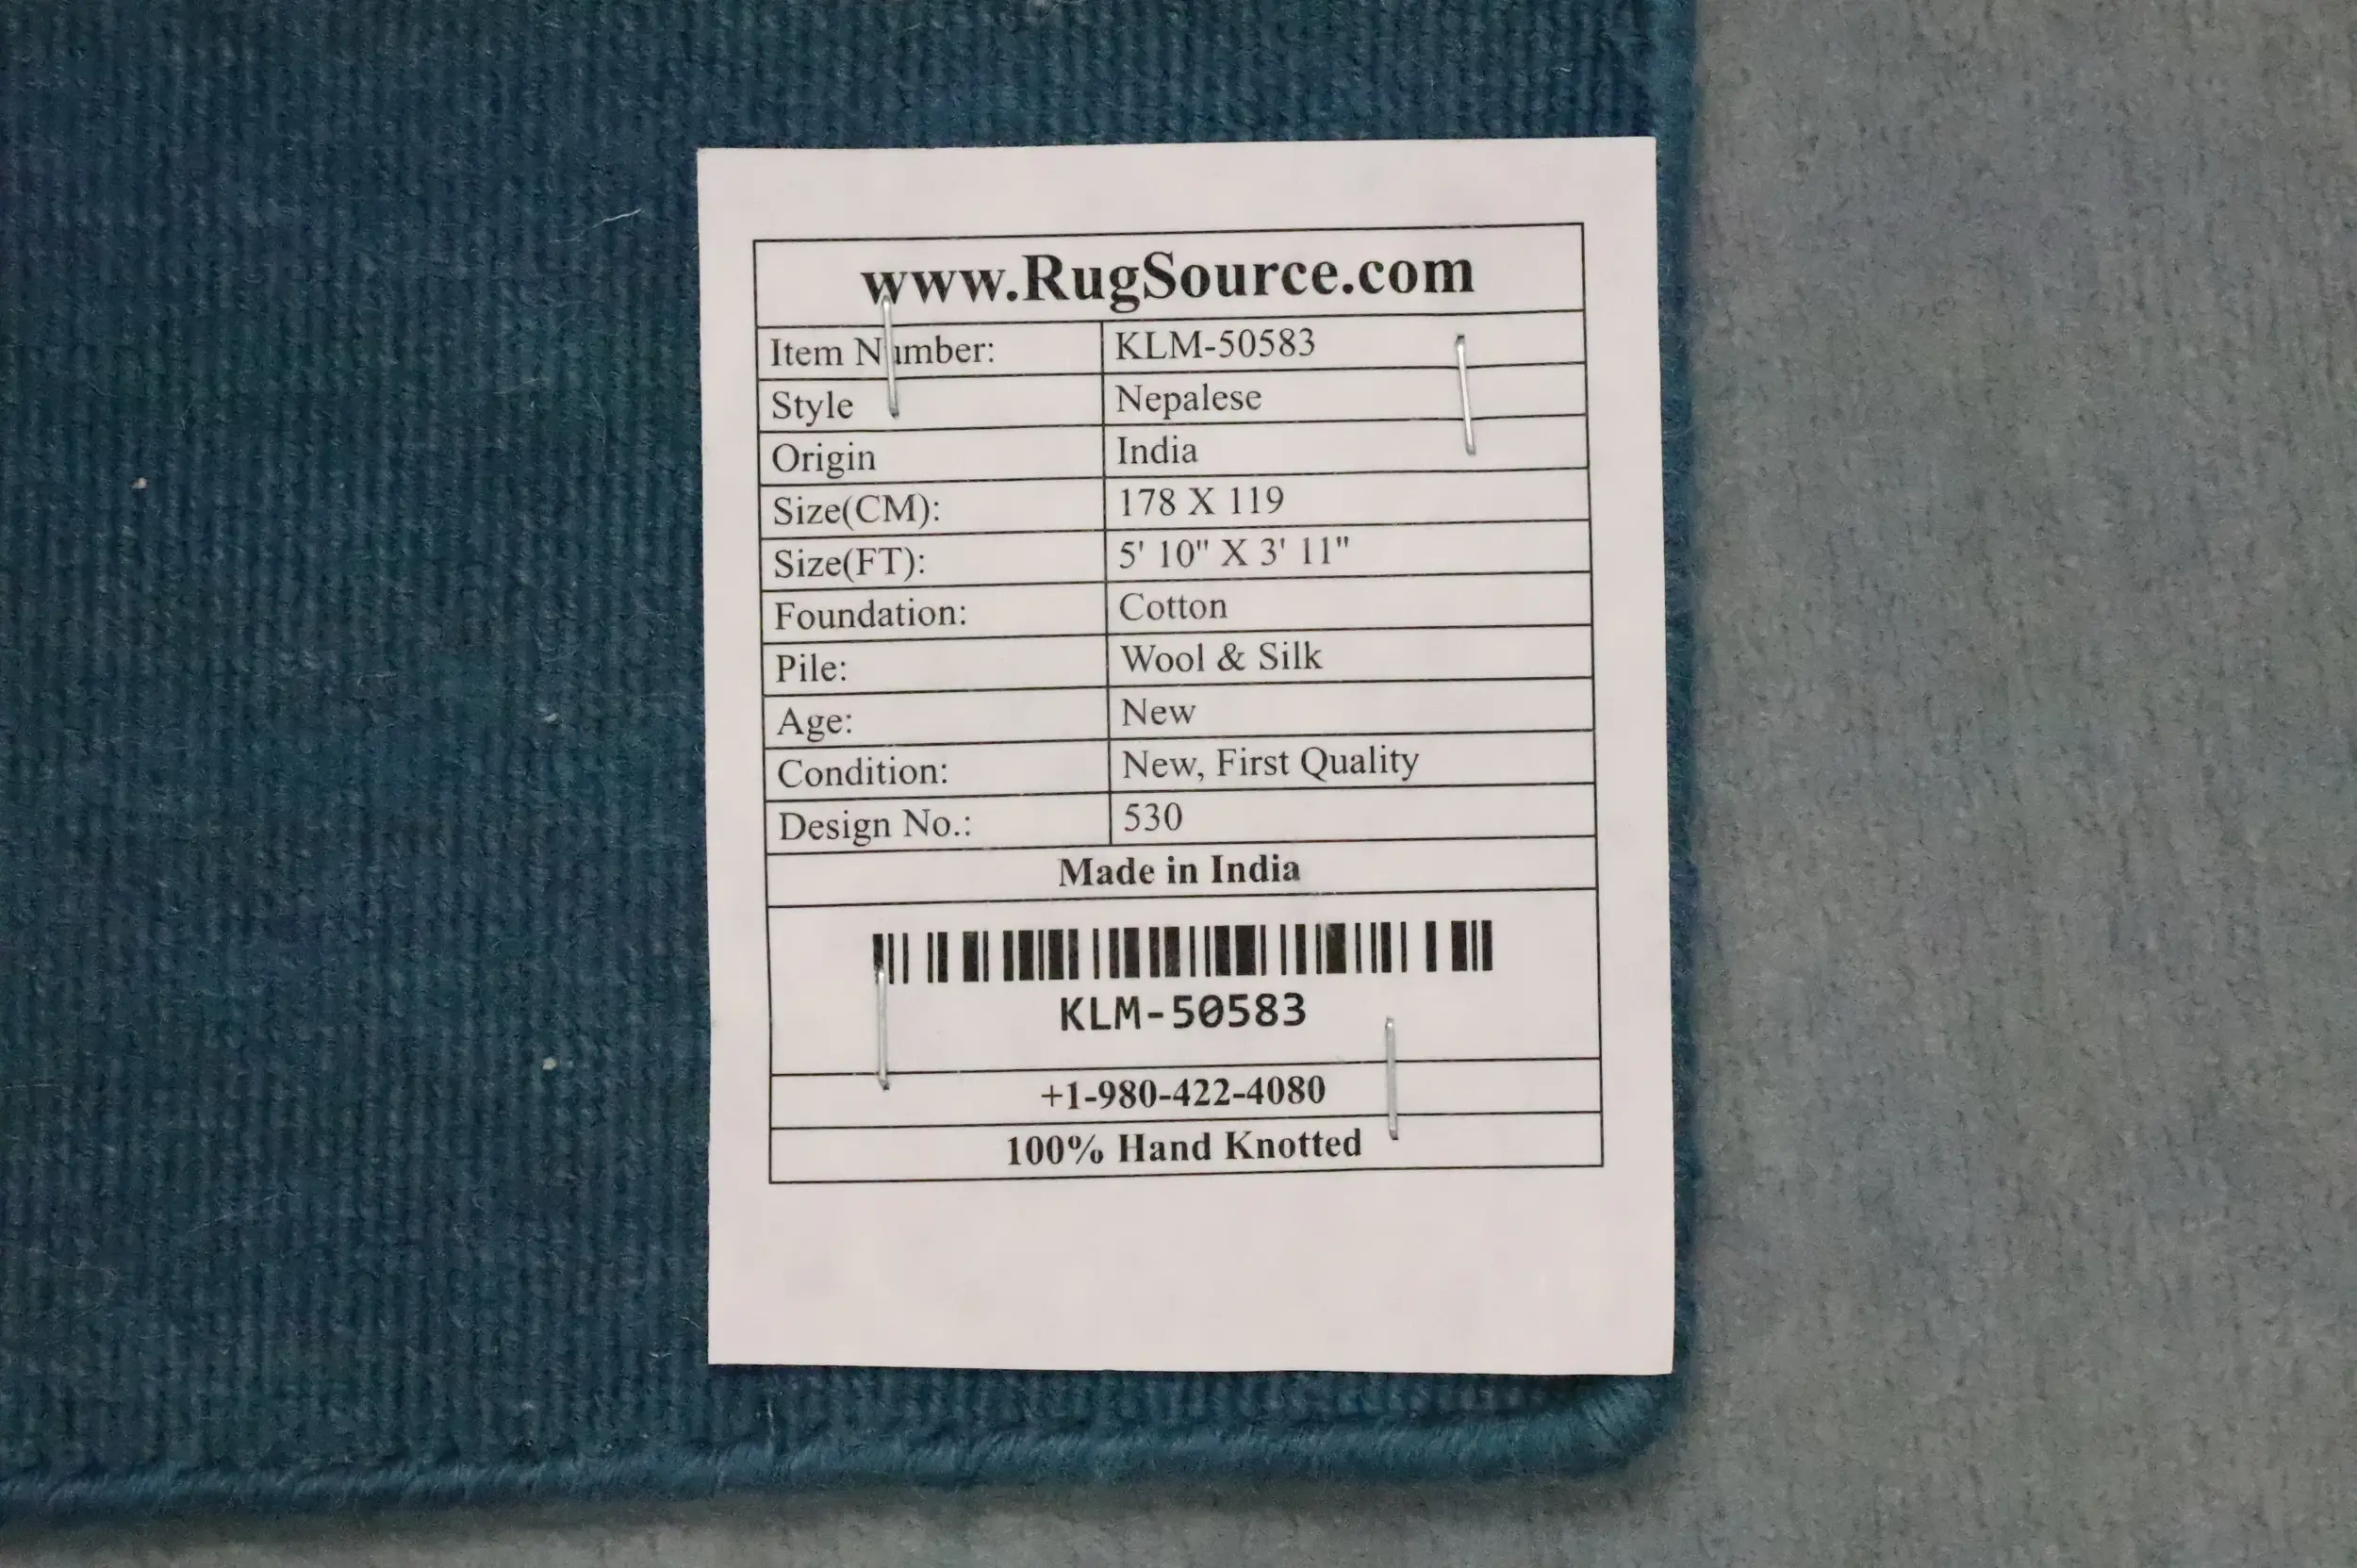 www.RugSource.com
Item Number: KLM-50583
Style Nepalese
Origin India
Size(CM): 178 X 119
Size(FT): 5' 10" X 3' 11"
Foundation: Cotton
Pile: Wool & Silk
Age: New
Condition: New, First Quality
Design No.: 530
Made in India
KLM-50583
+1-980-422-4080
100% Hand Knotted